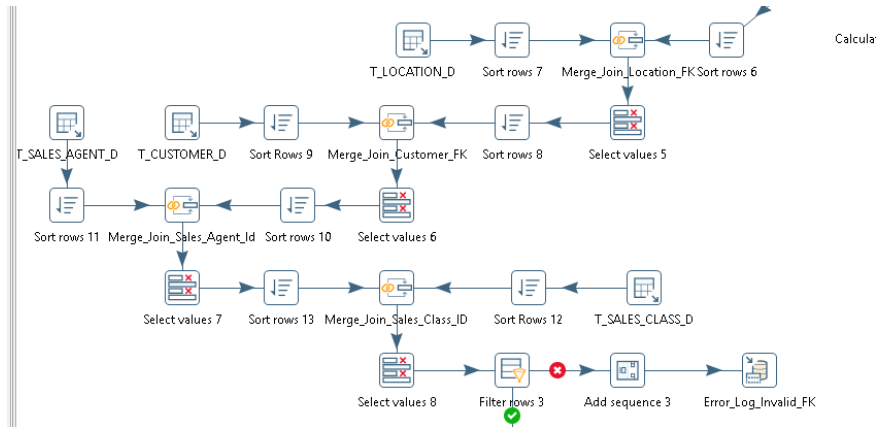 Calcula
T_LOCATION_D Sort rows 7 Merge_Join_Location_FK Sort rows 6
T_SALES_AGENT_D T_CUSTOMER_D Sort Rows 9 Merge_Join_Customer_FK Sort rows 8 Select values 5
Sort rows 11 Merge_Join_Sales_Agent_Id Sort rows 10 Select values 6
Select values 7 Sort rows 13 Merge_Join_Sales_Class_ID Sort Rows 12 T_SALES_CLASS_D
Select values 8 Filter rows 3 Add sequence 3 Error_Log_Invalid_FK